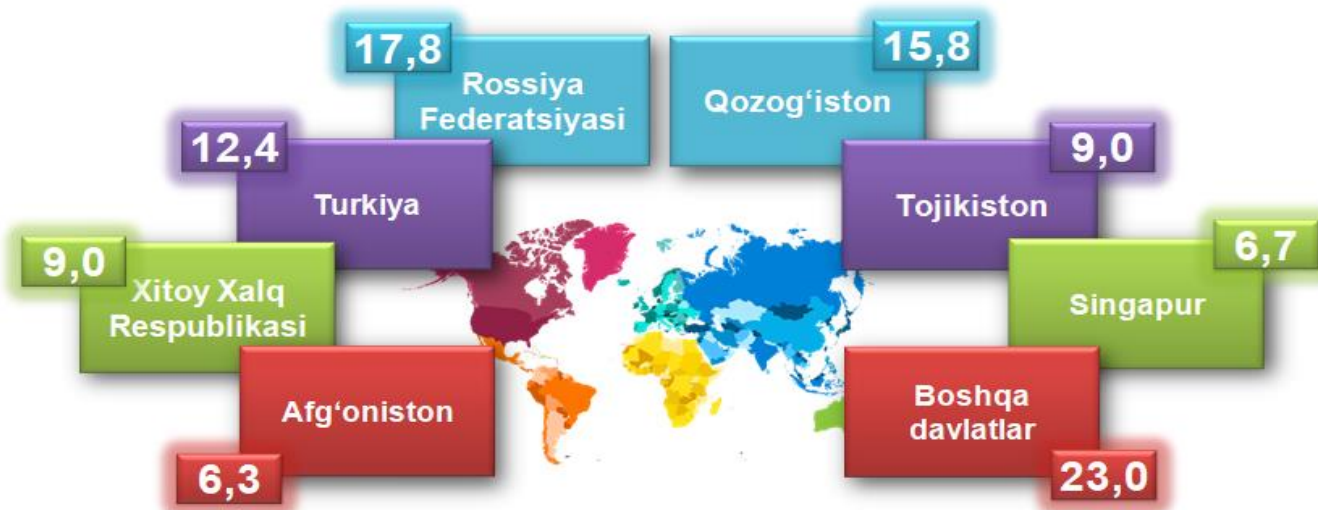 17,8
Rossiya
Federatsiyasi
15,8
Qozog‘iston
12,4
Turkiya
9,0
Tojikiston
9,0
Xitoy Xalq
Respublikasi
6,7
Singapur
Afg‘oniston
6,3
Boshqa
davlatlar
23,0